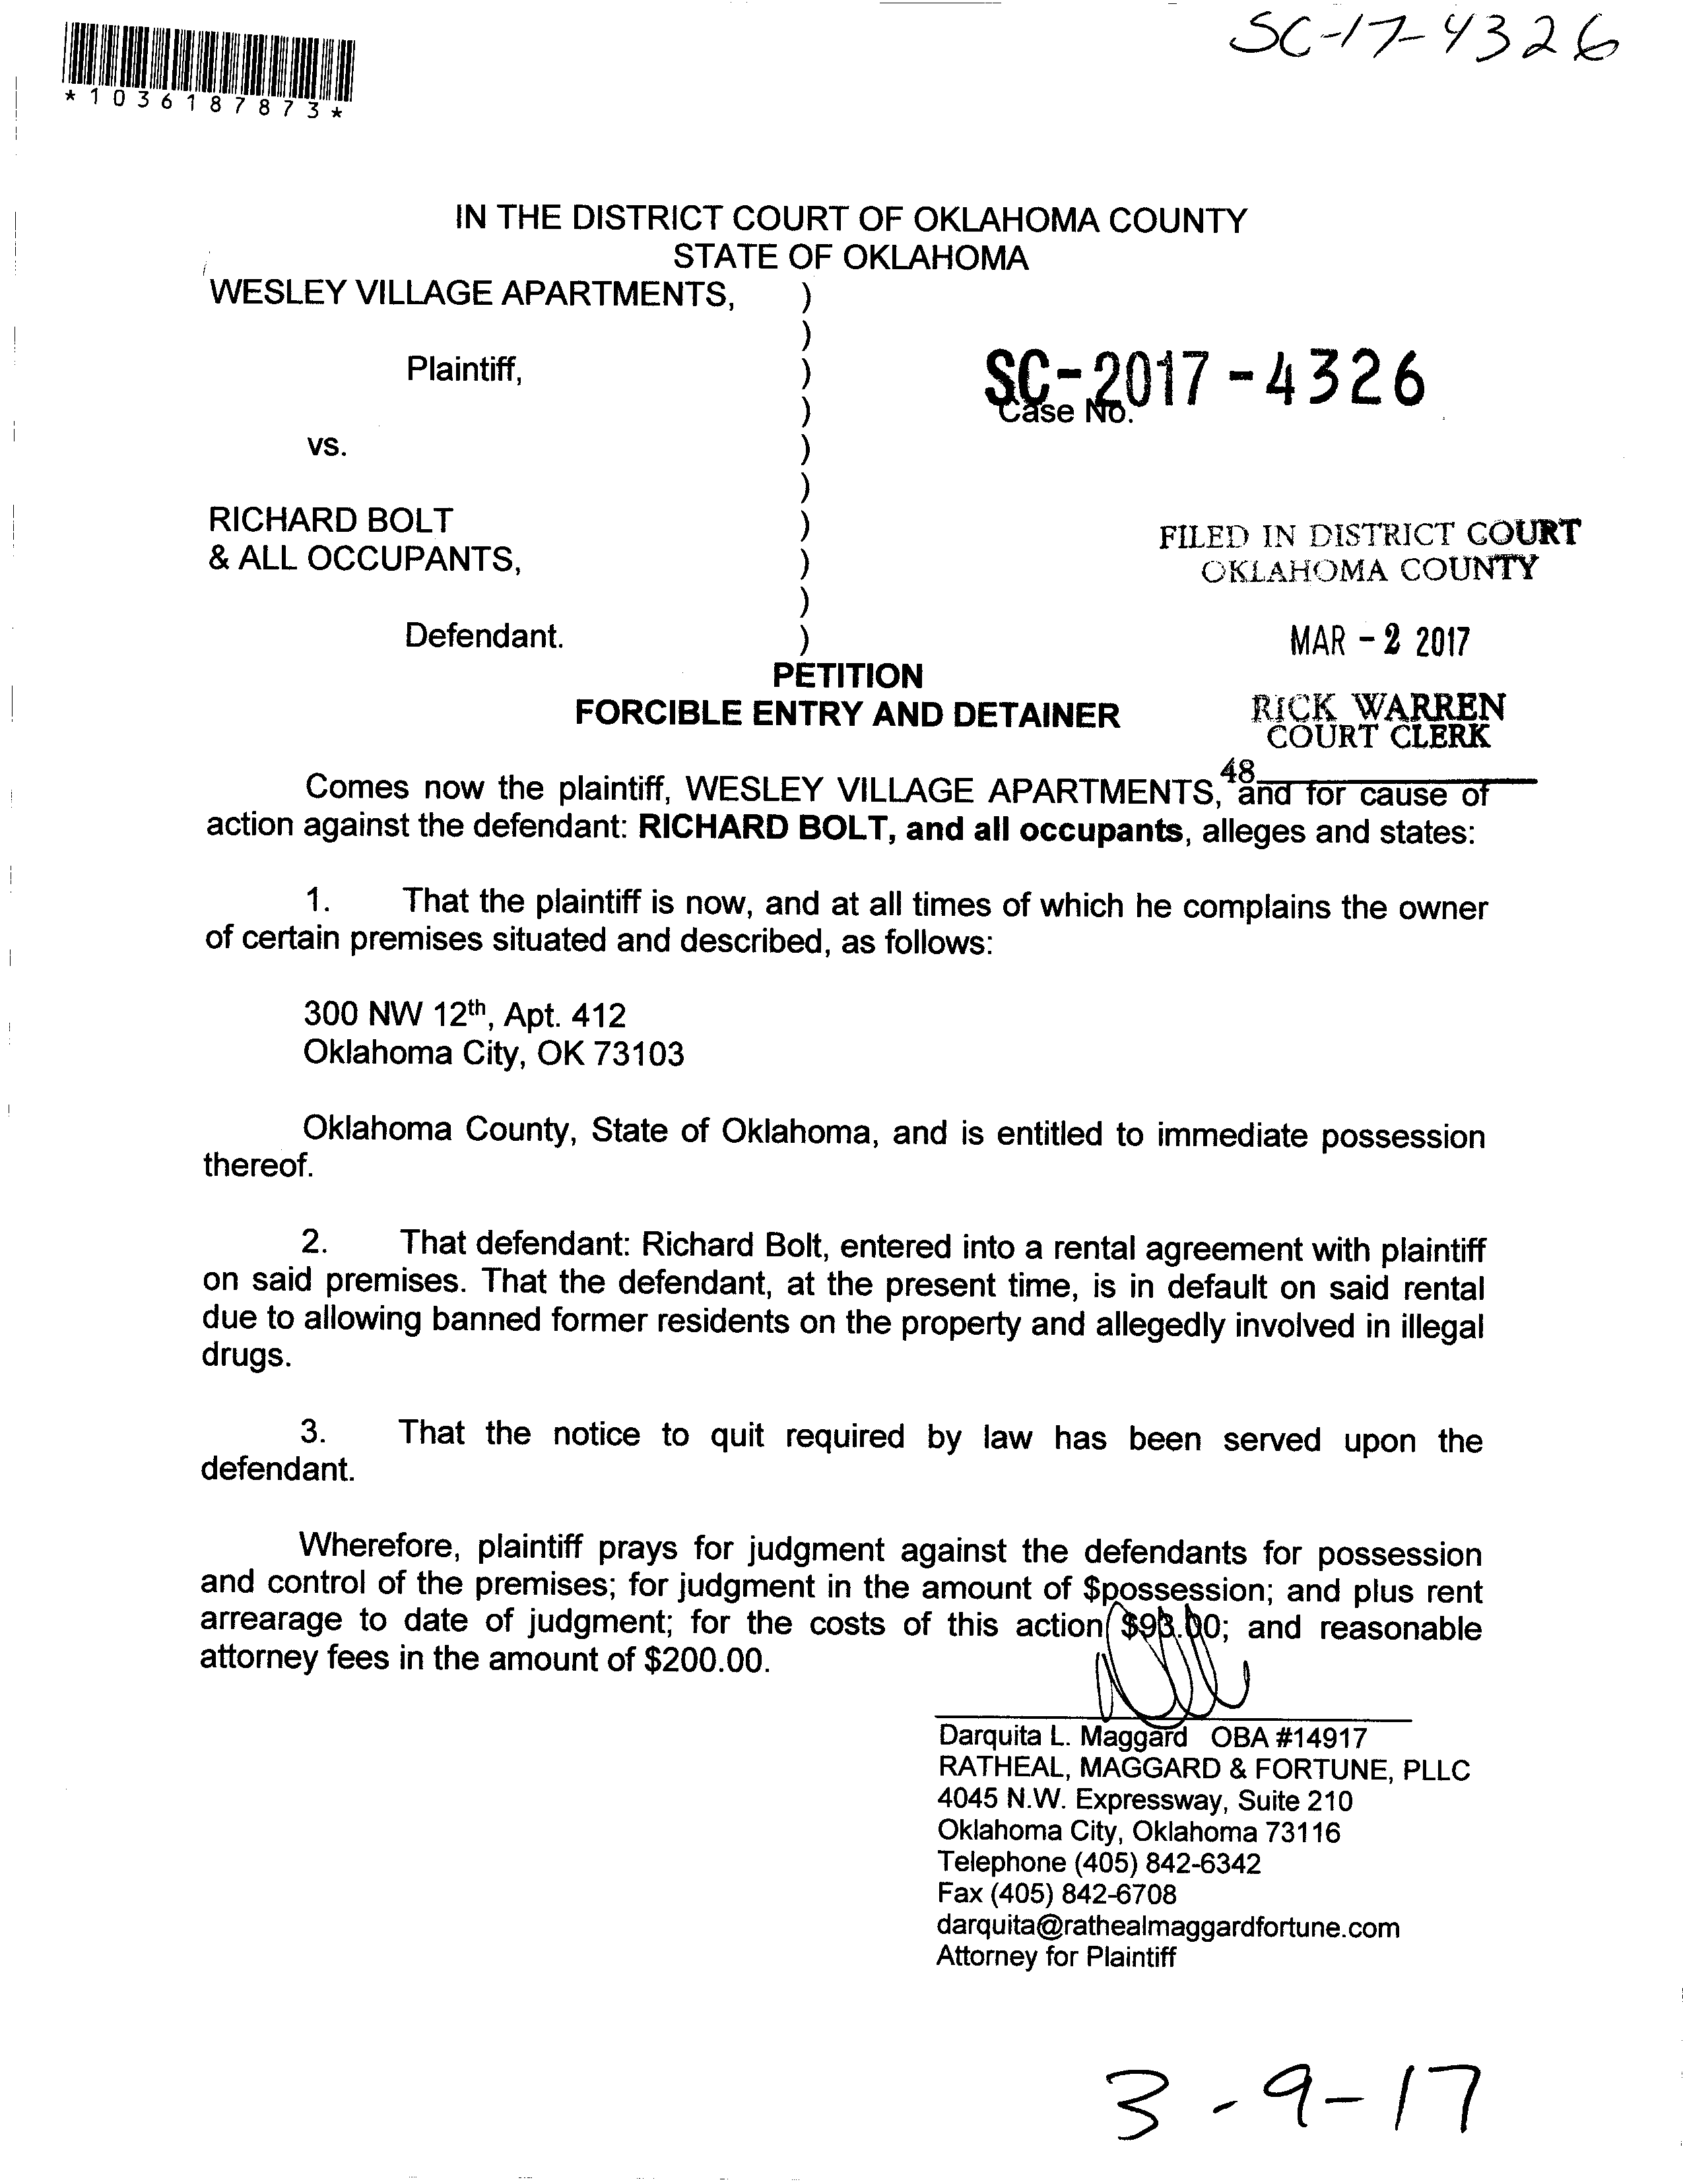 SC-17-4326
*1036187873*
IN THE DISTRICT COURT OF OKLAHOMA COUNTY
STATE OF OKLAHOMA
WESLEY VILLAGE APARTMENTS, )
)
Plaintiff, )
SC-2017-4326
) Case No.
vs. )
)
RICHARD BOLT )
FILED IN DISTRICT COURT
& ALL OCCUPANTS, )
OKLAHOMA COUNTY
)
Defendant. )
MAR - 2 2017
PETITION
FORCIBLE ENTRY AND DETAINER
RICK WARREN
COURT CLERK
48
Comes now the plaintiff, WESLEY VILLAGE APARTMENTS, and for cause of
action against the defendant: RICHARD BOLT, and all occupants, alleges and states:
1. That the plaintiff is now, and at all times of which he complains the owner
of certain premises situated and described, as follows:
300 NW 12th, Apt. 412
Oklahoma City, OK 73103
Oklahoma County, State of Oklahoma, and is entitled to immediate possession
thereof.
2. That defendant: Richard Bolt, entered into a rental agreement with plaintiff
on said premises. That the defendant, at the present time, is in default on said rental
due to allowing banned former residents on the property and allegedly involved in illegal
drugs.
3. That the notice to quit required by law has been served upon the
defendant.
Wherefore, plaintiff prays for judgment against the defendants for possession
and control of the premises; for judgment in the amount of $possession; and plus rent
arrearage to date of judgment; for the costs of this action $93.00; and reasonable
attorney fees in the amount of $200.00.
Darquita L. Maggard OBA #14917
RATHEAL, MAGGARD & FORTUNE, PLLC
4045 N.W. Expressway, Suite 210
Oklahoma City, Oklahoma 73116
Telephone (405) 842-6342
Fax (405) 842-6708
darquita@rathealmaggardfortune.com
Attorney for Plaintiff
3-9-17